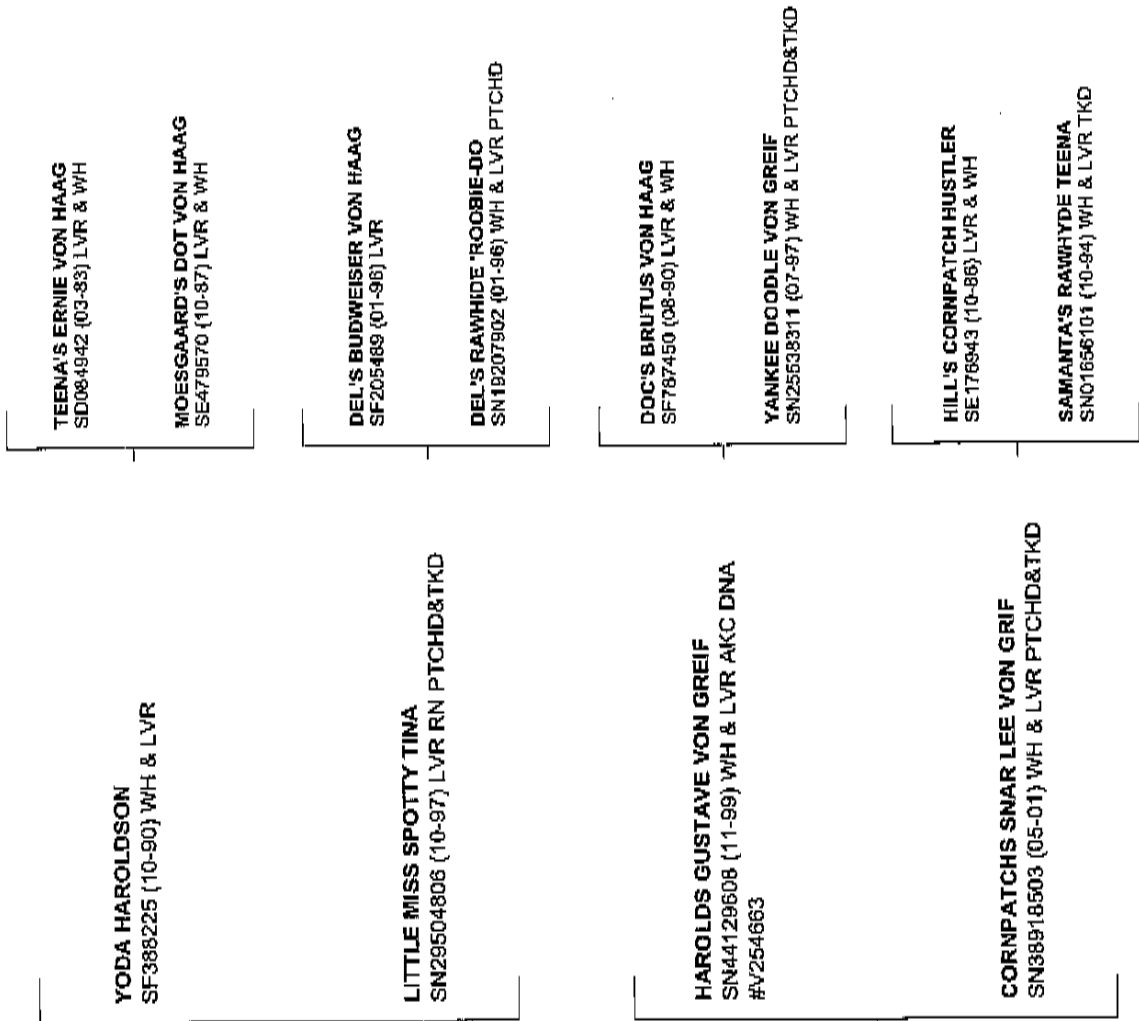 YODA HAROLDSON
SF388225 (10-90) WH & LVR
LITTLE MISS SPOTTY TINA
SN29504806 (10-97) LVR RN PTCHD&TKD
HAROLDS GUSTAVE VON GREIF
SN44129608 (11-99) WH & LVR AKC DNA
#V254663
CORNPATCHS SNAR LEE VON GRIF
SN38918503 (05-01) WH & LVR PTCHD&TKD
TEENA'S ERNIE VON HAAG
SD084942 (03-83) LVR & WH
MOESGAARD'S DOT VON HAAG
SE479570 (10-87) LVR & WH
DEL'S BUDWEISER VON HAAG
SF205489 (01-96) LVR
DEL'S RAWHIDE "ROOBIE-DO
SN19207902 (01-96) WH & LVR PTCHD
DOC'S BRUTUS VON HAAG
SF787450 (08-90) LVR & WH
YANKEE DOODLE VON GREIF
SN25538311 (07-97) WH & LVR PTCHD&TKD
HILL'S CORNPATCH HUSTLER
SE176943 (10-86) LVR & WH
SAMANTA'S RAWHYDE TEENA
SN01656101 (10-94) WH & LVR TKD